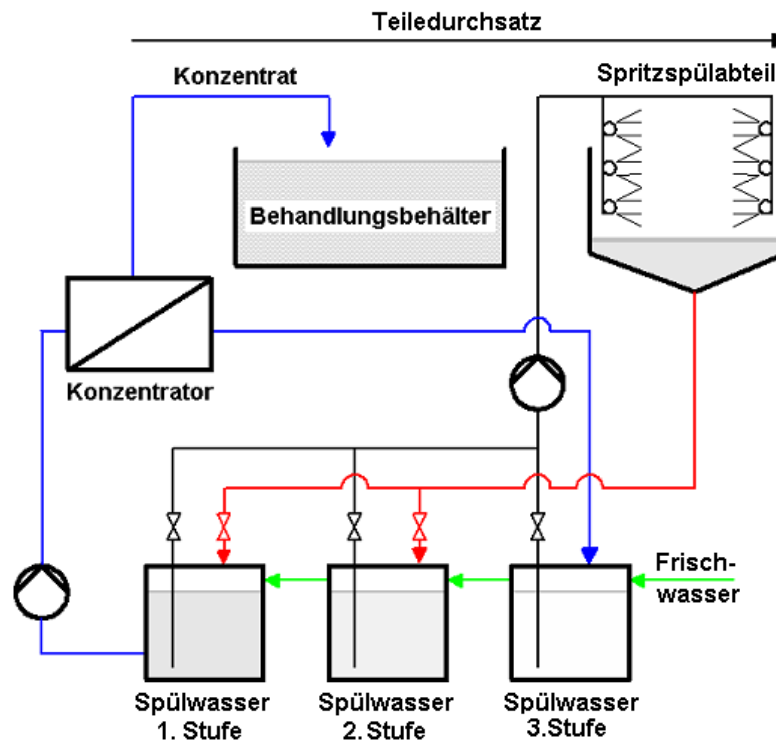 Teiledurchsatz
Konzentrat
Spritzspülabteil
Behandlungsbehälter
Konzentrator
Frisch-
wasser
Spülwasser
1. Stufe
Spülwasser
2. Stufe
Spülwasser
3.Stufe